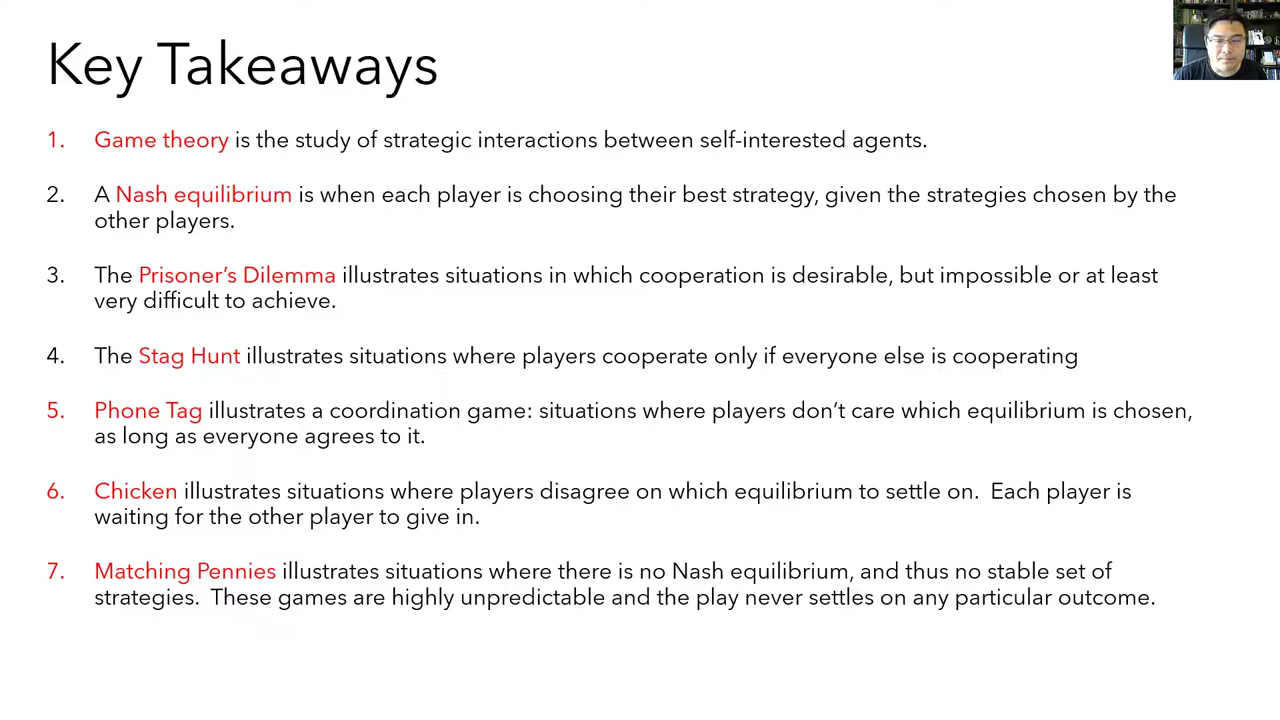 Key Takeaways
1. Game theory is the study of strategic interactions between self-interested agents.
2. A Nash equilibrium is when each player is choosing their best strategy, given the strategies chosen by the
other players.
3. The Prisoner’s Dilemma illustrates situations in which cooperation is desirable, but impossible or at least
very difficult to achieve.
4. The Stag Hunt illustrates situations where players cooperate only if everyone else is cooperating
5. Phone Tag illustrates a coordination game: situations where players don’t care which equilibrium is chosen,
as long as everyone agrees to it.
6. Chicken illustrates situations where players disagree on which equilibrium to settle on.  Each player is
waiting for the other player to give in.
7. Matching Pennies illustrates situations where there is no Nash equilibrium, and thus no stable set of
strategies.  These games are highly unpredictable and the play never settles on any particular outcome.